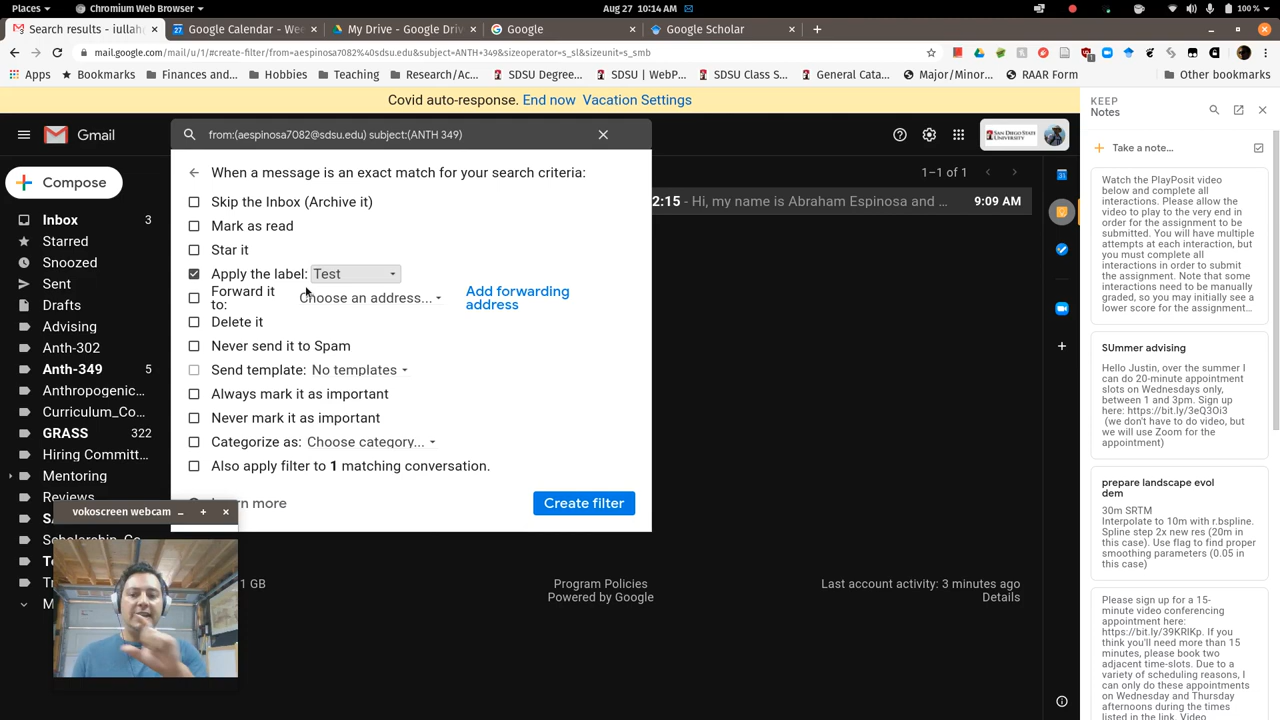 Places
Chromium Web Browser
Aug 27 10:14 AM
100 %
Search results - iullah
Google Calendar - Wee
My Drive - Google Driv
Google
Google Scholar
mail.google.com/mail/u/1/#create-filter/from=aespinosa7082%40sdsu.edu&subject=ANTH+349&sizeoperator=s_sl&sizeunit=s_smb
Apps
Bookmarks
Finances and...
Hobbies
Teaching
Research/Ac...
SDSU Degree...
SDSU | WebP...
SDSU Class S...
General Cata...
Major/Minor...
RAAR Form
Other bookmarks
Covid auto-response. End now Vacation Settings
Gmail
from:(aespinosa7082@sdsu.edu) subject:(ANTH 349)
SAN DIEGO STATE
UNIVERSITY
Compose
Inbox 3
Starred
Snoozed
Sent
Drafts
Advising
Anth-302
Anth-349 5
Anthropogenic...
Curriculum_Co...
GRASS 322
Hiring Committ...
Mentoring
Reviews
When a message is an exact match for your search criteria:
Skip the Inbox (Archive it)
Mark as read
Star it
Apply the label: Test
Forward it to: Choose an address...
Add forwarding address
Delete it
Never send it to Spam
Send template: No templates
Always mark it as important
Never mark it as important
Categorize as: Choose category...
Also apply filter to 1 matching conversation.
more
Create filter
1–1 of 1
2:15 - Hi, my name is Abraham Espinosa and ... 9:09 AM
vokoscreen webcam
1 GB
Program Policies
Powered by Google
Last account activity: 3 minutes ago
Details
KEEP
Notes
Take a note...
Watch the PlayPosit video
below and complete all
interactions. Please allow the
video to play to the very end in
order for the assignment to be
submitted. You will have multiple
attempts at each interaction, but
you must complete all
interactions in order to submit
the assignment. Note that some
interactions need to be manually
graded, so you may initially see a
lower score for the assignment...
SUmmer advising
Hello Justin, over the summer I
can do 20-minute appointment
slots on Wednesdays only,
between 1 and 3pm. Sign up
here: https://bit.ly/3eQ3Oi3
(we don't have to do video, but
we will use Zoom for the
appointment)
prepare landscape evol
dem
30m SRTM
Interpolate to 10m with r.bspline.
Spline step 2x new res (20m in
this case). Use flag to find proper
smoothing parameters (0.05 in
this case)
Please sign up for a 15-
minute video conferencing
appointment here:
https://bit.ly/39KRIKp. If you
think you'll need more than 15
minutes, please book two
adjacent time-slots. Due to a
variety of scheduling reasons, I
can only do these appointments
on Wednesday and Thursday
afternoons during the times
listed in the link. Video